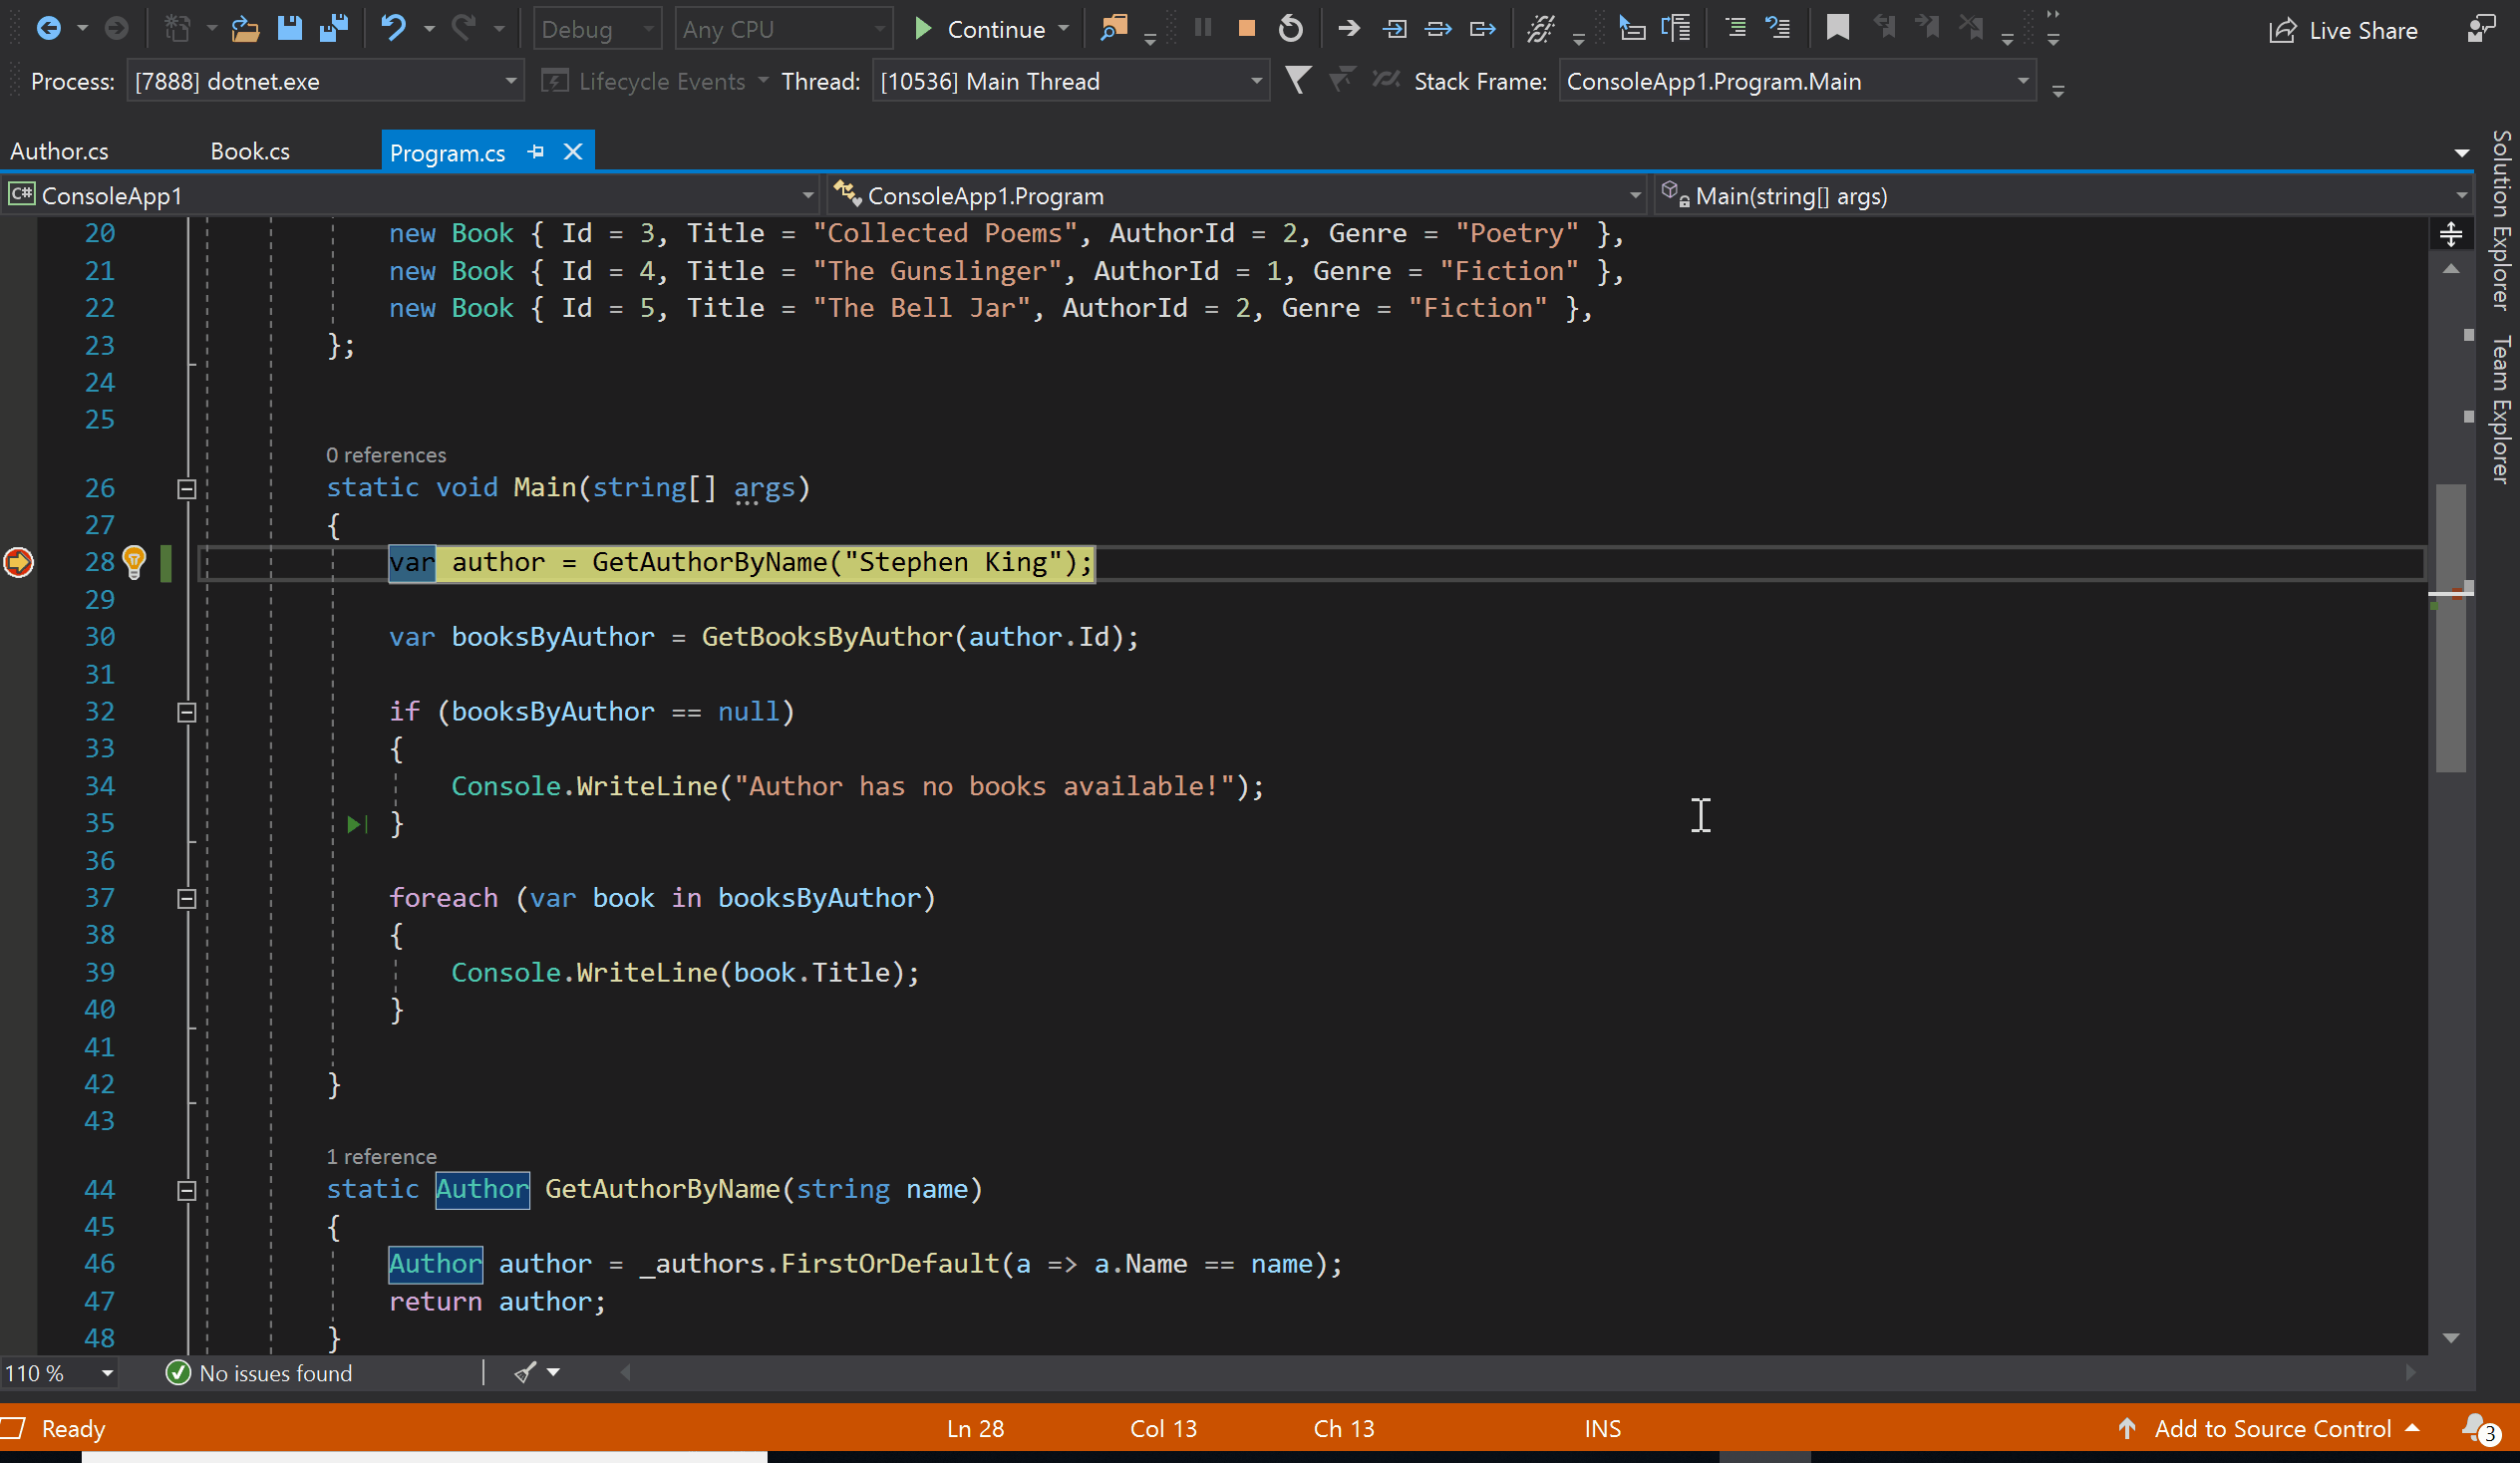 Debug Any CPU Continue Live Share
Process: [7888] dotnet.exe Lifecycle Events Thread: [10536] Main Thread Stack Frame: ConsoleApp1.Program.Main
Author.cs Book.cs Program.cs
C# ConsoleApp1 ConsoleApp1.Program Main(string[] args)
20 new Book { Id = 3, Title = "Collected Poems", AuthorId = 2, Genre = "Poetry" },
21 new Book { Id = 4, Title = "The Gunslinger", AuthorId = 1, Genre = "Fiction" },
22 new Book { Id = 5, Title = "The Bell Jar", AuthorId = 2, Genre = "Fiction" },
23 };
24
25
0 references
26 static void Main(string[] args)
27 {
28 var author = GetAuthorByName("Stephen King");
29
30 var booksByAuthor = GetBooksByAuthor(author.Id);
31
32 if (booksByAuthor == null)
33 {
34 Console.WriteLine("Author has no books available!");
35 }
36
37 foreach (var book in booksByAuthor)
38 {
39 Console.WriteLine(book.Title);
40 }
41
42 }
43
1 reference
44 static Author GetAuthorByName(string name)
45 {
46 Author author = _authors.FirstOrDefault(a => a.Name == name);
47 return author;
48 }
Solution Explorer
Team Explorer
110 % No issues found
Ready Ln 28 Col 13 Ch 13 INS Add to Source Control 3